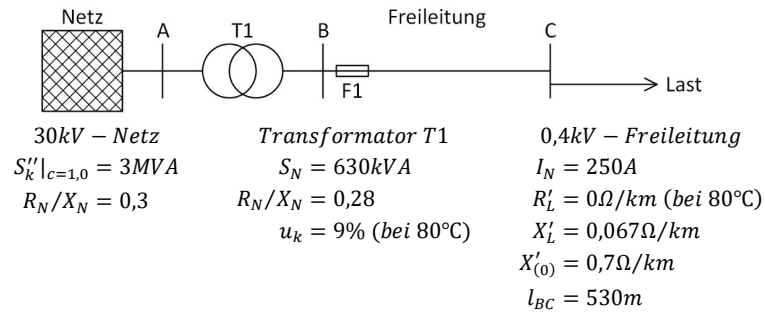 Netz
A
T1
B
Freileitung
C
F1
Last
30kV − Netz
S''k|c=1,0 = 3MVA
RN/XN = 0,3
Transformator T1
SN = 630kVA
RN/XN = 0,28
uk = 9% (bei 80℃)
0,4kV − Freileitung
IN = 250A
R'L = 0Ω/km (bei 80℃)
X'L = 0,067Ω/km
X'(0) = 0,7Ω/km
lBC = 530m